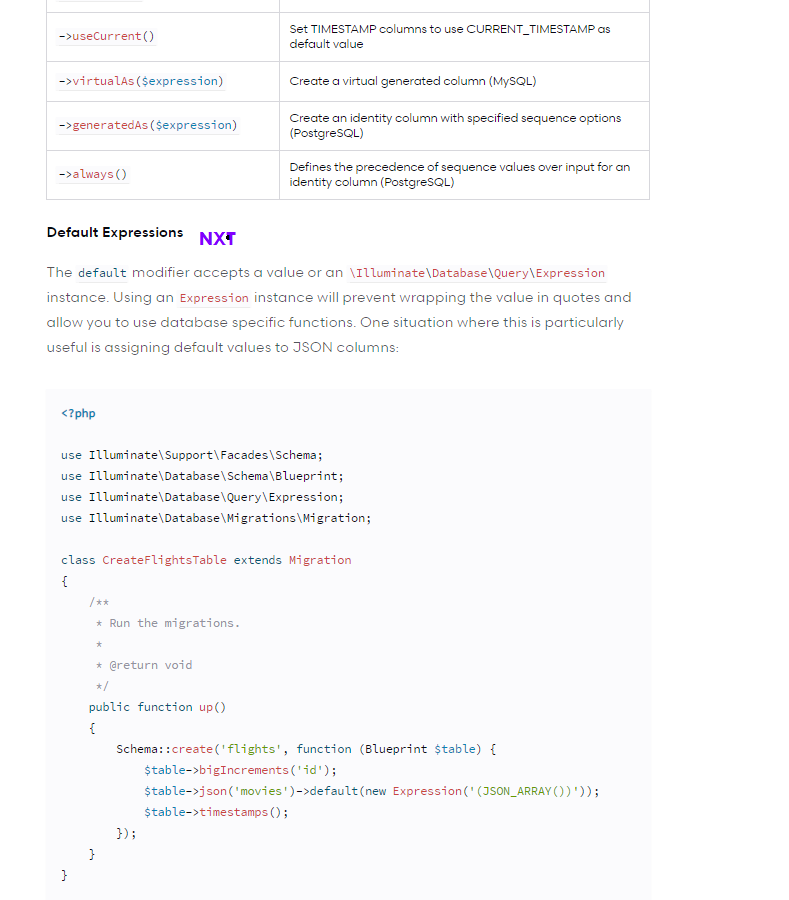 ->useCurrent()
Set TIMESTAMP columns to use CURRENT_TIMESTAMP as
default value
->virtualAs($expression)
Create a virtual generated column (MySQL)
->generatedAs($expression)
Create an identity column with specified sequence options
(PostgreSQL)
->always()
Defines the precedence of sequence values over input for an
identity column (PostgreSQL)
Default Expressions
NXT
The default modifier accepts a value or an \Illuminate\Database\Query\Expression
instance. Using an Expression instance will prevent wrapping the value in quotes and
allow you to use database specific functions. One situation where this is particularly
useful is assigning default values to JSON columns:
<?php
use Illuminate\Support\Facades\Schema;
use Illuminate\Database\Schema\Blueprint;
use Illuminate\Database\Query\Expression;
use Illuminate\Database\Migrations\Migration;
class CreateFlightsTable extends Migration
{
/**
* Run the migrations.
*
* @return void
*/
public function up()
{
Schema::create('flights', function (Blueprint $table) {
$table->bigIncrements('id');
$table->json('movies')->default(new Expression('(JSON_ARRAY())'));
$table->timestamps();
});
}
}